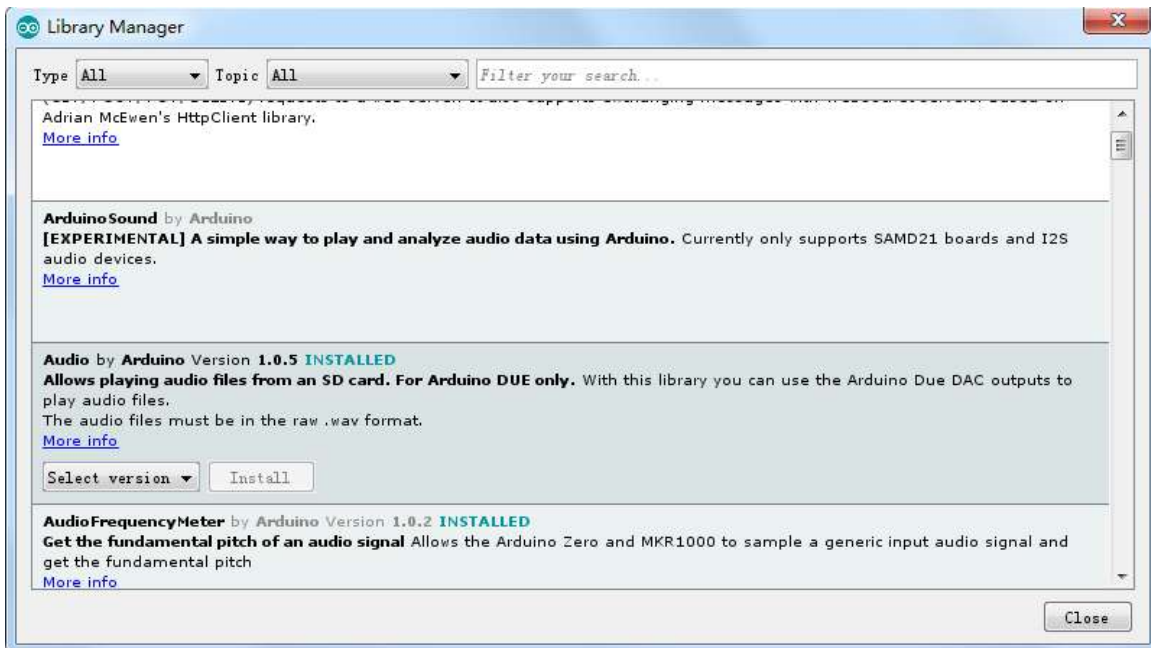 Library Manager
Type All Topic All Filter your search...
Adrian McEwen's HttpClient library.
More info
ArduinoSound by Arduino
[EXPERIMENTAL] A simple way to play and analyze audio data using Arduino. Currently only supports SAMD21 boards and I2S
audio devices.
More info
Audio by Arduino Version 1.0.5 INSTALLED
Allows playing audio files from an SD card. For Arduino DUE only. With this library you can use the Arduino Due DAC outputs to
play audio files.
The audio files must be in the raw .wav format.
More info
Select version Install
AudioFrequencyMeter by Arduino Version 1.0.2 INSTALLED
Get the fundamental pitch of an audio signal Allows the Arduino Zero and MKR1000 to sample a generic input audio signal and
get the fundamental pitch
More info
Close